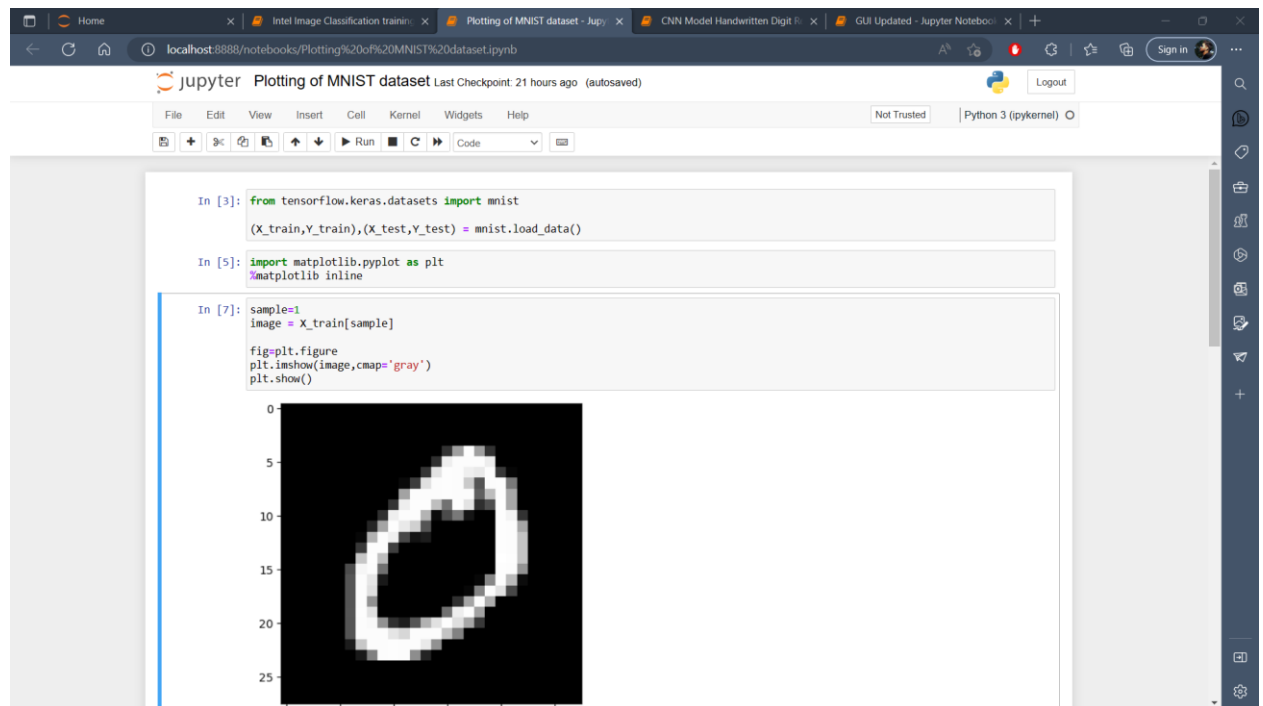 Home
Intel Image Classification training
Plotting of MNIST dataset - Jupy
CNN Model Handwritten Digit R
GUI Updated - Jupyter Notebook
localhost:8888/notebooks/Plotting%20of%20MNIST%20dataset.ipynb
Sign in
jupyter Plotting of MNIST dataset Last Checkpoint: 21 hours ago (autosaved)
Logout
File Edit View Insert Cell Kernel Widgets Help
Not Trusted
Python 3 (ipykernel)
Run
Code
In [3]: from tensorflow.keras.datasets import mnist
(X_train,Y_train),(X_test,Y_test) = mnist.load_data()
In [5]: import matplotlib.pyplot as plt
%matplotlib inline
In [7]: sample=1
image = X_train[sample]
fig=plt.figure
plt.imshow(image,cmap='gray')
plt.show()
0
5
10
15
20
25